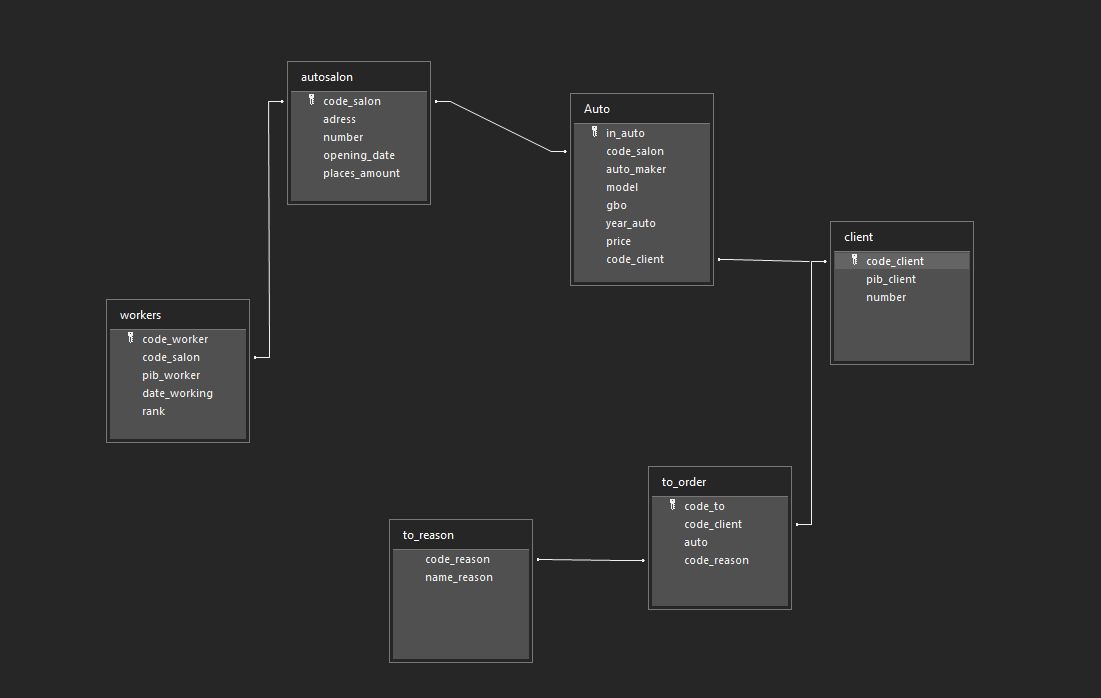 autosalon
code_salon
adress
number
opening_date
places_amount
Auto
in_auto
code_salon
auto_maker
model
gbo
year_auto
price
code_client
client
code_client
pib_client
number
workers
code_worker
code_salon
pib_worker
date_working
rank
to_order
code_to
code_client
auto
code_reason
to_reason
code_reason
name_reason